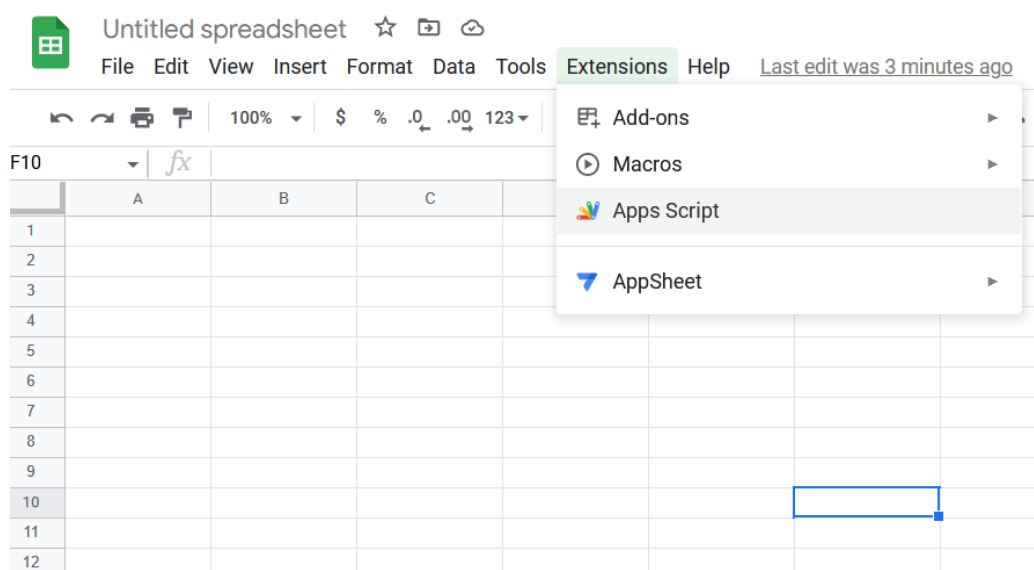 Untitled spreadsheet
File Edit View Insert Format Data Tools Extensions Help Last edit was 3 minutes ago
100% $ % .0 .00 123
Add-ons
F10 fx
Macros
A B C
Apps Script
1
2
AppSheet
3
4
5
6
7
8
9
10
11
12